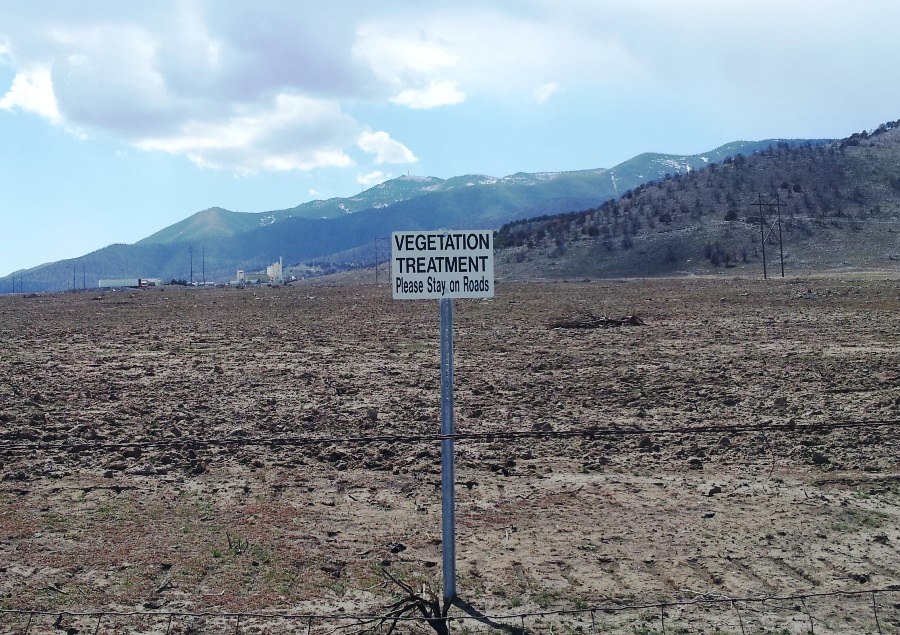 VEGETATION
TREATMENT
Please Stay on Roads